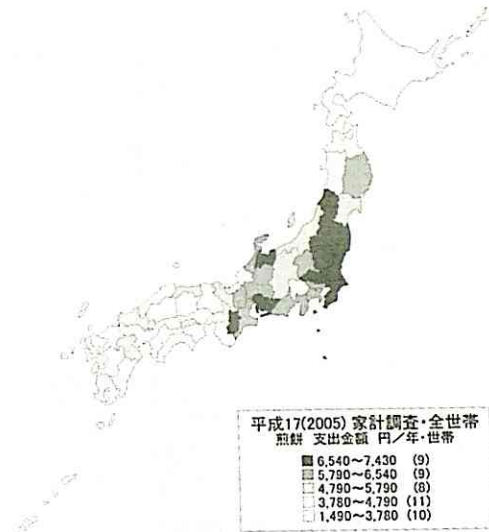 平成17(2005) 家計調査・全世帯
煎餅 支出金額 円／年・世帯
6,540～7,430 (9)
5,790～6,540 (9)
4,790～5,790 (8)
3,780～4,790 (11)
1,490～3,780 (10)